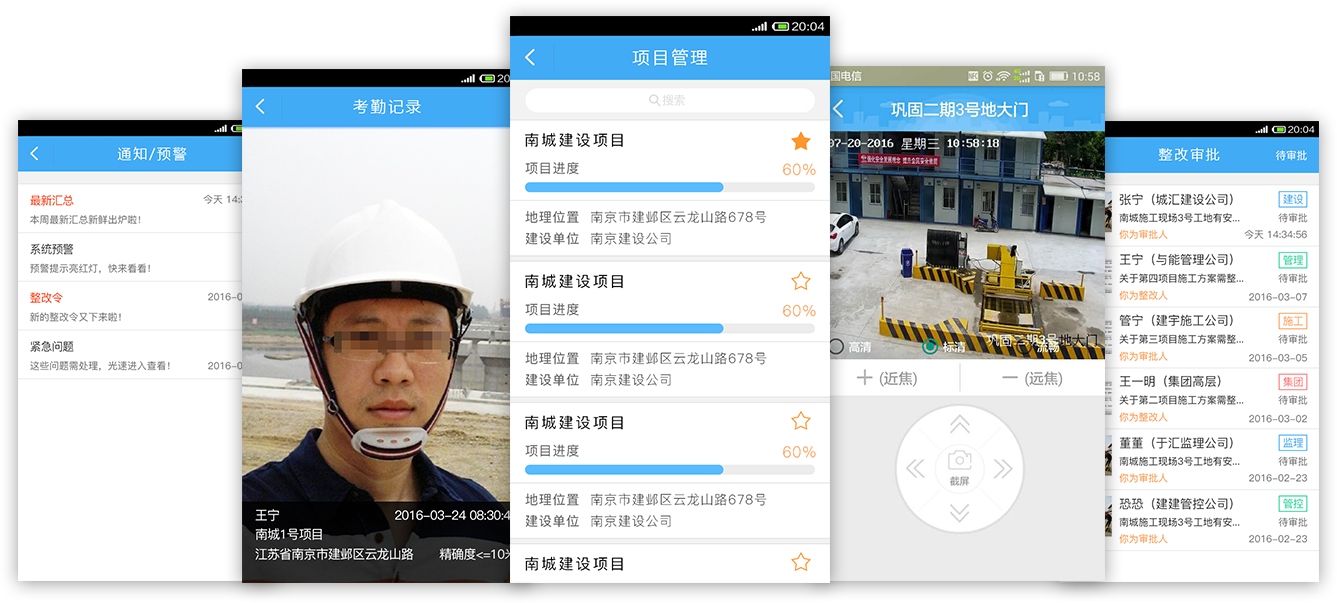 通知/预警
最新汇总
今天 14:
本周最新汇总新鲜出炉啦！
系统预警
预警提示亮红灯，快来看看！
整改令
2016-0
新的整改令又下来啦！
紧急问题
这些问题需处理，光速进入查看！
2016-0
20
考勤记录
王宁
2016-03-24 08:30:4
南城1号项目
江苏省南京市建邺区云龙山路
精确度<=10米
20:04
项目管理
搜索
南城建设项目
项目进度
60%
地理位置 南京市建邺区云龙山路678号
建设单位 南京建设公司
南城建设项目
项目进度
60%
地理位置 南京市建邺区云龙山路678号
建设单位 南京建设公司
南城建设项目
项目进度
60%
地理位置 南京市建邺区云龙山路678号
建设单位 南京建设公司
南城建设项目
国电信
10:58
巩固二期3号地大门
07-20-2016 星期三 10:58:18
巩固二期3号地大门
高清
标清
流畅
(近焦)
(远焦)
截屏
20:04
整改审批
待审批
张宁（城汇建设公司）
建设
南城施工现场3号工地有安...
待审批
你为审批人
今天 14:34:56
王宁（与能管理公司）
管理
关于第四项目施工方案需整...
待审批
你为整改人
2016-03-07
管宁（建宇施工公司）
施工
关于第三项目施工方案需整...
待审批
你为审批人
2016-03-05
王一明（集团高层）
集团
关于第二项目施工方案需整...
待审批
你为整改人
2016-03-02
董董（于汇监理公司）
监理
南城施工现场3号工地有安...
待审批
你为审批人
2016-02-23
恐恐（建建管控公司）
管控
南城施工现场3号工地有安...
待审批
你为审批人
2016-02-23